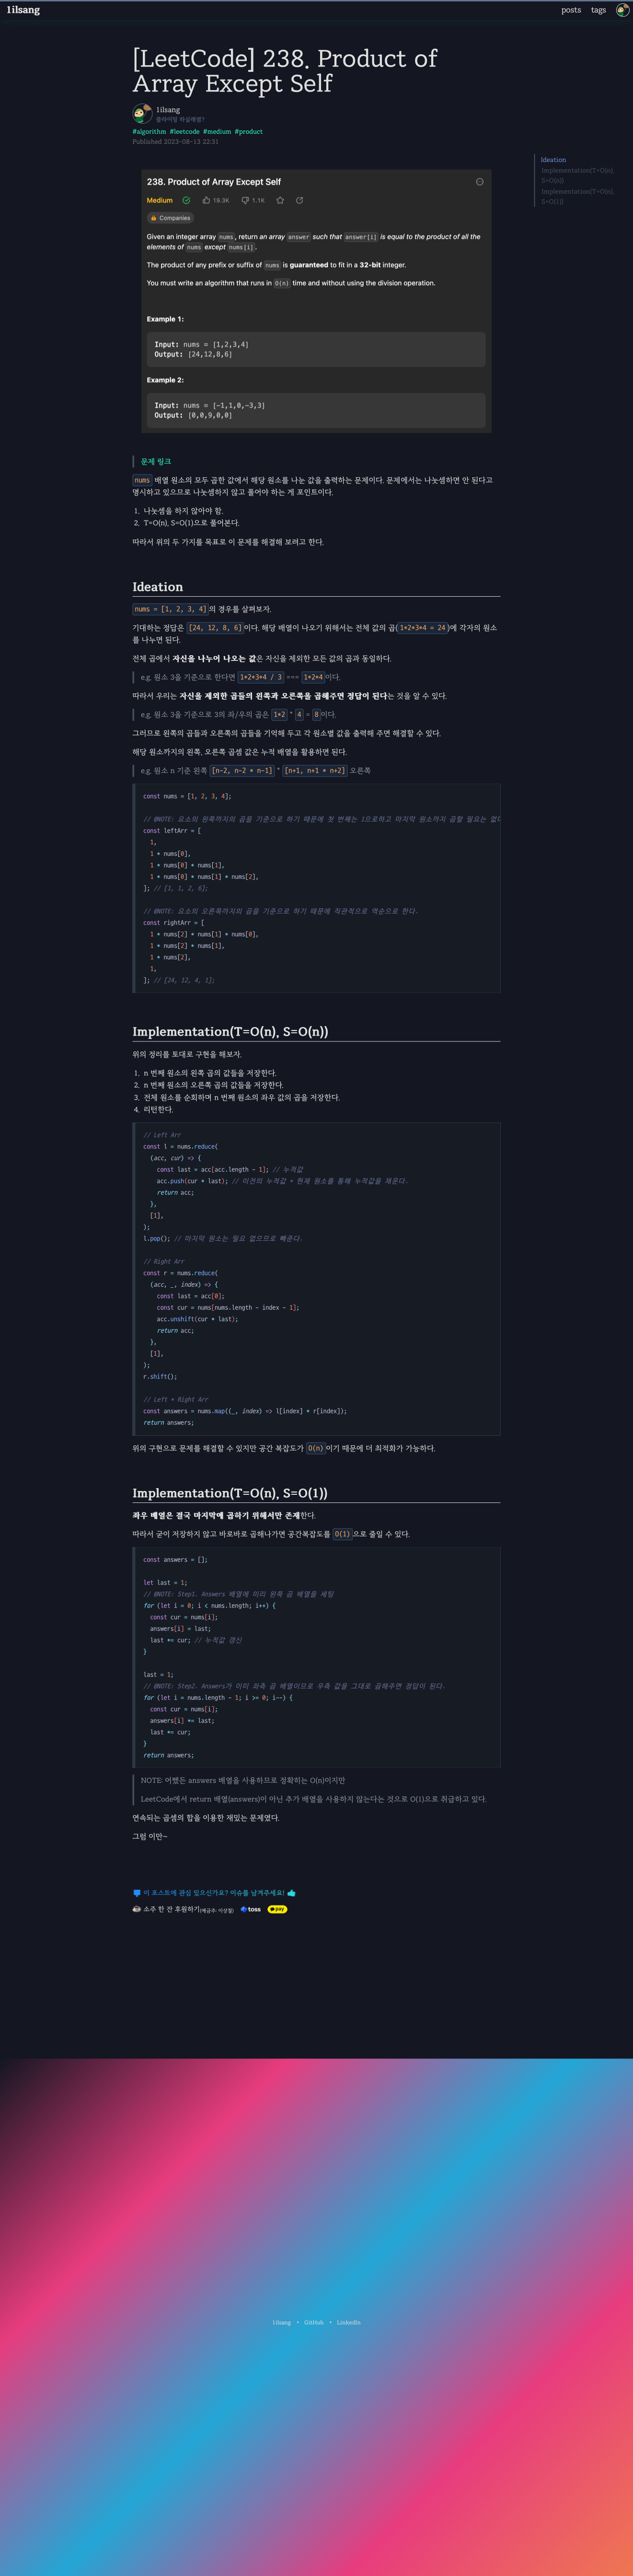 1ilsang
posts
tags
[LeetCode] 238. Product of
Array Except Self
1ilsang
클라이밍 하실래염?
#algorithm #leetcode #medium #product
Published 2023-08-13 22:31
Ideation
Implementation(T=O(n),
S=O(n))
Implementation(T=O(n),
S=O(1))
238. Product of Array Except Self
Medium 19.3K 1.1K
Companies
Given an integer array nums, return an array answer such that answer[i] is equal to the product of all the
elements of nums except nums[i].
The product of any prefix or suffix of nums is guaranteed to fit in a 32-bit integer.
You must write an algorithm that runs in O(n) time and without using the division operation.
Example 1:
Input: nums = [1,2,3,4]
Output: [24,12,8,6]
Example 2:
Input: nums = [-1,1,0,-3,3]
Output: [0,0,9,0,0]
문제 링크
nums 배열 원소의 모두 곱한 값에서 해당 원소를 나눈 값을 출력하는 문제이다. 문제에서는 나눗셈하면 안 된다고
명시하고 있으므로 나눗셈하지 않고 풀어야 하는 게 포인트이다.
1. 나눗셈을 하지 않아야 함.
2. T=O(n), S=O(1)으로 풀어본다.
따라서 위의 두 가지를 목표로 이 문제를 해결해 보려고 한다.
Ideation
nums = [1, 2, 3, 4]의 경우를 살펴보자.
기대하는 정답은 [24, 12, 8, 6]이다. 해당 배열이 나오기 위해서는 전체 값의 곱(1*2*3*4 = 24)에 각자의 원소
를 나누면 된다.
전체 곱에서 자신을 나누어 나오는 값은 자신을 제외한 모든 값의 곱과 동일하다.
e.g. 원소 3을 기준으로 한다면 1*2*3*4 / 3 === 1*2*4이다.
따라서 우리는 자신을 제외한 곱들의 왼쪽과 오른쪽을 곱해주면 정답이 된다는 것을 알 수 있다.
e.g. 원소 3을 기준으로 3의 좌/우의 곱은 1*2 * 4 = 8이다.
그러므로 왼쪽의 곱들과 오른쪽의 곱들을 기억해 두고 각 원소별 값을 출력해 주면 해결할 수 있다.
해당 원소까지의 왼쪽, 오른쪽 곱셈 값은 누적 배열을 활용하면 된다.
e.g. 원소 n 기준 왼쪽 [n-2, n-2 * n-1] * [n+1, n+1 * n+2] 오른쪽
const nums = [1, 2, 3, 4];
// @NOTE: 요소의 왼쪽까지의 곱을 기준으로 하기 때문에 첫 번째는 1으로하고 마지막 원소까지 곱할 필요는 없다
const leftArr = [
1,
1 * nums[0],
1 * nums[0] * nums[1],
1 * nums[0] * nums[1] * nums[2],
]; // [1, 1, 2, 6];
// @NOTE: 요소의 오른쪽까지의 곱을 기준으로 하기 때문에 직관적으로 역순으로 한다.
const rightArr = [
1 * nums[2] * nums[1] * nums[0],
1 * nums[2] * nums[1],
1 * nums[2],
1,
]; // [24, 12, 4, 1];
Implementation(T=O(n), S=O(n))
위의 정리를 토대로 구현을 해보자.
1. n 번째 원소의 왼쪽 곱의 값들을 저장한다.
2. n 번째 원소의 오른쪽 곱의 값들을 저장한다.
3. 전체 원소를 순회하며 n 번째 원소의 좌우 값의 곱을 저장한다.
4. 리턴한다.
// Left Arr
const l = nums.reduce(
(acc, cur) => {
const last = acc[acc.length - 1]; // 누적값
acc.push(cur * last); // 이전의 누적값 * 현재 원소를 통해 누적값을 채운다.
return acc;
},
[1],
);
l.pop(); // 마지막 원소는 필요 없으므로 빼준다.
// Right Arr
const r = nums.reduce(
(acc, _, index) => {
const last = acc[0];
const cur = nums[nums.length - index - 1];
acc.unshift(cur * last);
return acc;
},
[1],
);
r.shift();
// Left * Right Arr
const answers = nums.map((_, index) => l[index] * r[index]);
return answers;
위의 구현으로 문제를 해결할 수 있지만 공간 복잡도가 O(n)이기 때문에 더 최적화가 가능하다.
Implementation(T=O(n), S=O(1))
좌우 배열은 결국 마지막에 곱하기 위해서만 존재한다.
따라서 굳이 저장하지 않고 바로바로 곱해나가면 공간복잡도를 O(1)으로 줄일 수 있다.
const answers = [];
let last = 1;
// @NOTE: Step1. Answers 배열에 미리 왼쪽 곱 배열을 세팅
for (let i = 0; i < nums.length; i++) {
const cur = nums[i];
answers[i] = last;
last *= cur; // 누적값 갱신
}
last = 1;
// @NOTE: Step2. Answers가 이미 좌측 곱 배열이므로 우측 값을 그대로 곱해주면 정답이 된다.
for (let i = nums.length - 1; i >= 0; i--) {
const cur = nums[i];
answers[i] *= last;
last *= cur;
}
return answers;
NOTE: 어쨌든 answers 배열을 사용하므로 정확히는 O(n)이지만
LeetCode에서 return 배열(answers)이 아닌 추가 배열을 사용하지 않는다는 것으로 O(1)으로 취급하고 있다.
연속되는 곱셈의 합을 이용한 재밌는 문제였다.
그럼 이만~
이 포스트에 관심 있으신가요? 이슈를 남겨주세요!
소주 한 잔 후원하기(예금주: 이상철) toss pay
1ilsang • GitHub • LinkedIn